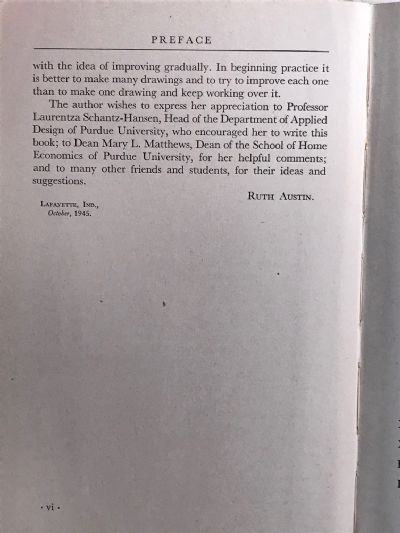 PREFACE
with the idea of improving gradually. In beginning practice it
is better to make many drawings and to try to improve each one
than to make one drawing and keep working over it.
The author wishes to express her appreciation to Professor
Laurentza Schantz-Hansen, Head of the Department of Applied
Design of Purdue University, who encouraged her to write this
book; to Dean Mary L. Matthews, Dean of the School of Home
Economics of Purdue University, for her helpful comments;
and to many other friends and students, for their ideas and
suggestions.
Ruth Austin.
Lafayette, Ind.,
October, 1945.
· vi ·